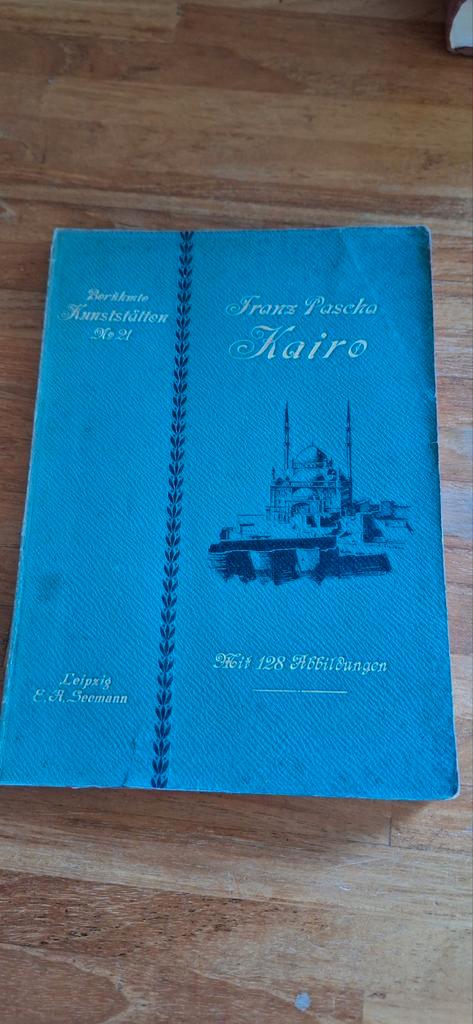 Berühmte
Kunststätten
No. 21
Franz Pascha
Kairo
Mit 128 Abbildungen
Leipzig
E. A. Seemann